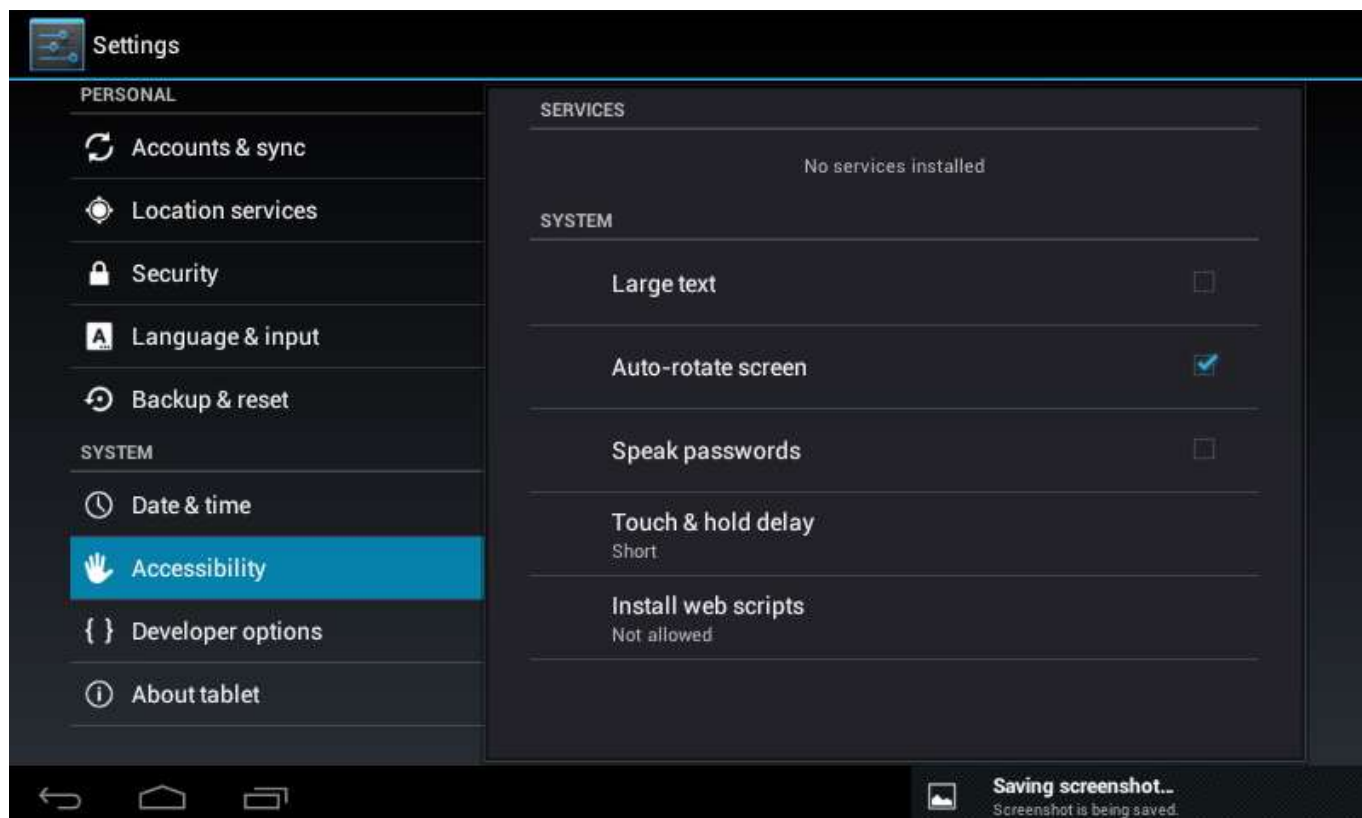 Settings
PERSONAL
Accounts & sync
Location services
Security
Language & input
Backup & reset
SYSTEM
Date & time
Accessibility
{ } Developer options
About tablet
SERVICES
No services installed
SYSTEM
Large text
Auto-rotate screen
Speak passwords
Touch & hold delay
Short
Install web scripts
Not allowed
Saving screenshot...
Screenshot is being saved.